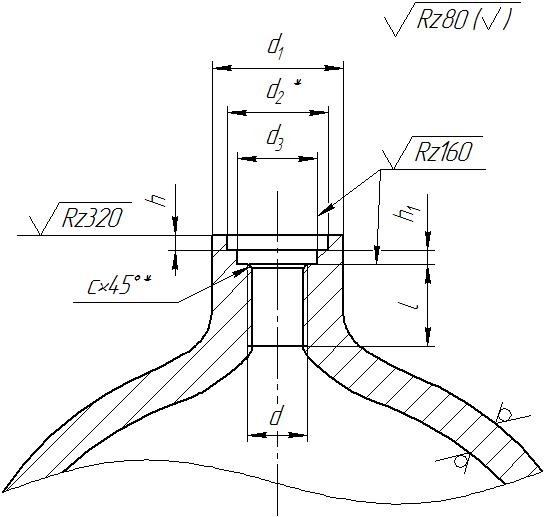 Rz80 (√)
d₁
d₂ *
d₃
Rz160
h
h₁
Rz320
c×45°*
l
d